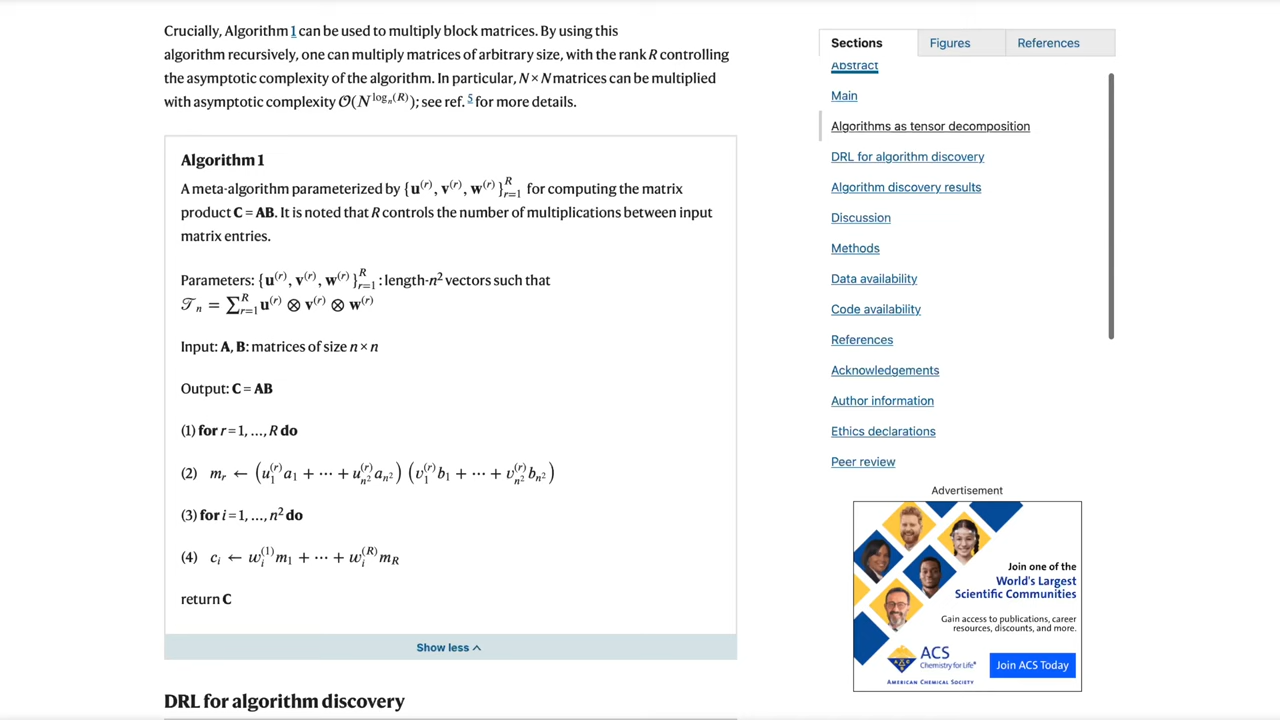 Crucially, Algorithm 1 can be used to multiply block matrices. By using this
algorithm recursively, one can multiply matrices of arbitrary size, with the rank R controlling
the asymptotic complexity of the algorithm. In particular, N × N matrices can be multiplied
with asymptotic complexity 𝒪(N^{log_n(R)}); see ref. 5 for more details.
Algorithm 1
A meta-algorithm parameterized by {u^{(r)}, v^{(r)}, w^{(r)}}_{r=1}^{R} for computing the matrix
product C = AB. It is noted that R controls the number of multiplications between input
matrix entries.
Parameters: {u^{(r)}, v^{(r)}, w^{(r)}}_{r=1}^{R} : length-n² vectors such that
𝒯_n = ∑_{r=1}^{R} u^{(r)} ⊗ v^{(r)} ⊗ w^{(r)}
Input: A, B: matrices of size n × n
Output: C = AB
(1) for r = 1, ..., R do
(2) m_r ← (u_1^{(r)} a_1 + ⋯ + u_{n²}^{(r)} a_{n²}) (v_1^{(r)} b_1 + ⋯ + v_{n²}^{(r)} b_{n²})
(3) for i = 1, ..., n² do
(4) c_i ← w_i^{(1)} m_1 + ⋯ + w_i^{(R)} m_R
return C
Show less
DRL for algorithm discovery
Sections Figures References
Abstract
Main
Algorithms as tensor decomposition
DRL for algorithm discovery
Algorithm discovery results
Discussion
Methods
Data availability
Code availability
References
Acknowledgements
Author information
Ethics declarations
Peer review
Advertisement
Join one of the
World's Largest
Scientific Communities
Gain access to publications, career
resources, discounts, and more.
ACS
Chemistry for Life®
AMERICAN CHEMICAL SOCIETY
Join ACS Today